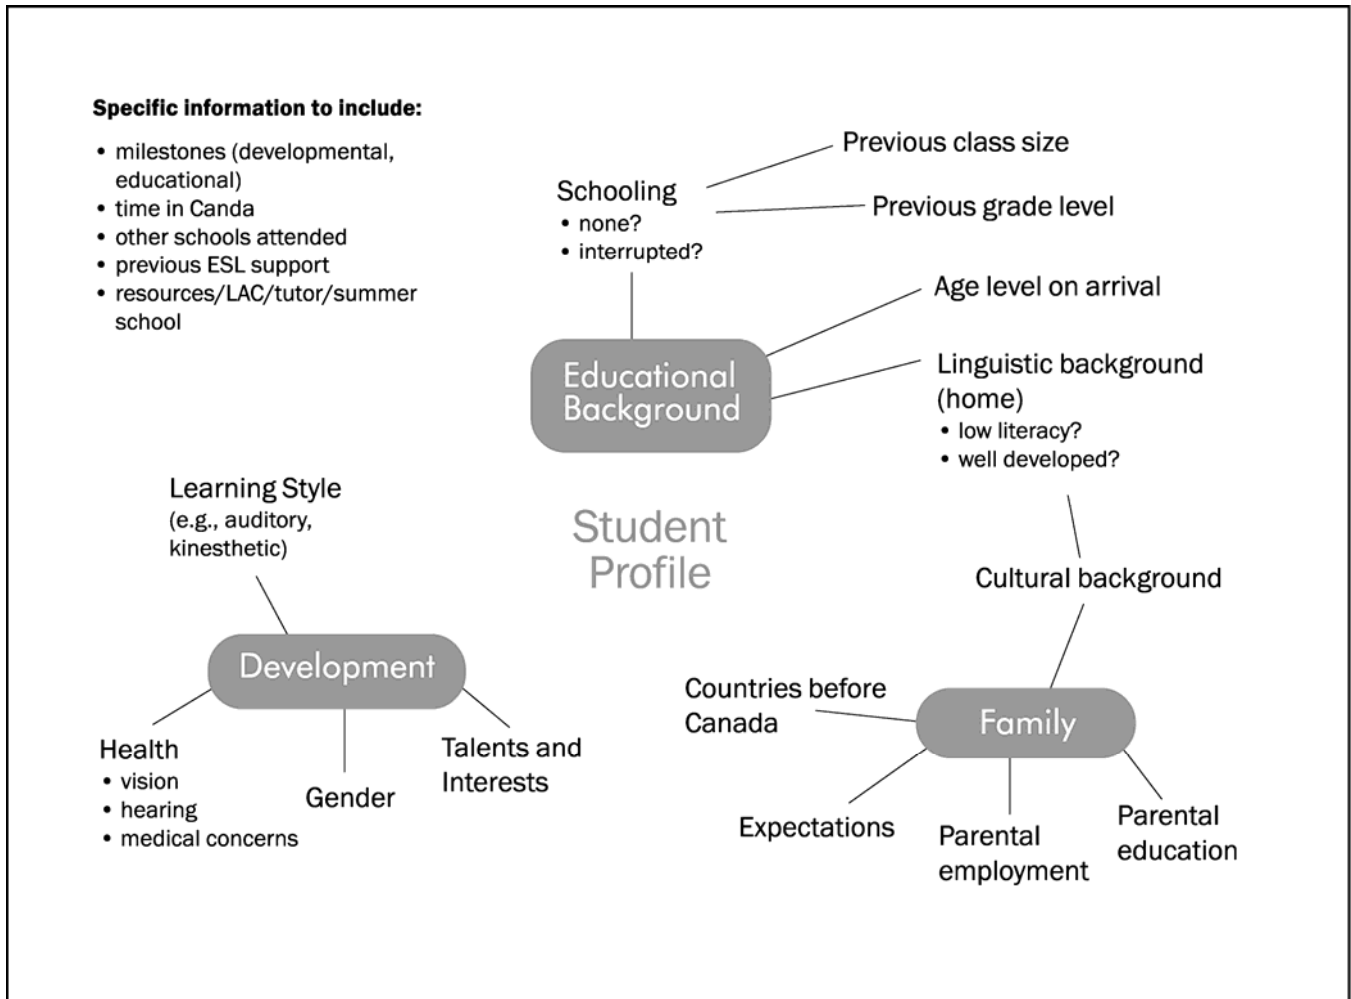 Specific information to include:
• milestones (developmental,
educational)
• time in Canda
• other schools attended
• previous ESL support
• resources/LAC/tutor/summer
school
Previous class size
Schooling
• none?
• interrupted?
Previous grade level
Age level on arrival
Educational
Background
Linguistic background
(home)
• low literacy?
• well developed?
Learning Style
(e.g., auditory,
kinesthetic)
Student
Profile
Cultural background
Development
Countries before
Canada
Family
Health
• vision
• hearing
• medical concerns
Gender
Talents and
Interests
Expectations
Parental
employment
Parental
education